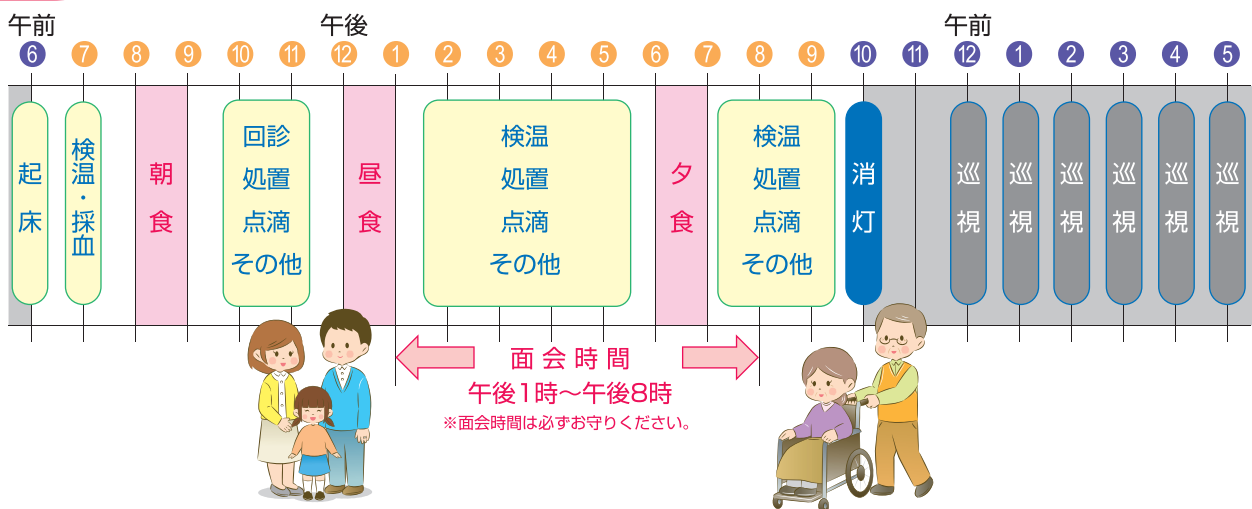 午前 午後 午前
6 7 8 9 10 11 12 1 2 3 4 5 6 7 8 9 10 11 12 1 2 3 4 5
起床
検温・採血
朝食
回診
処置
点滴
その他
昼食
検温
処置
点滴
その他
夕食
検温
処置
点滴
その他
消灯
巡視
巡視
巡視
巡視
巡視
巡視
面会時間
午後1時〜午後8時
※面会時間は必ずお守りください。